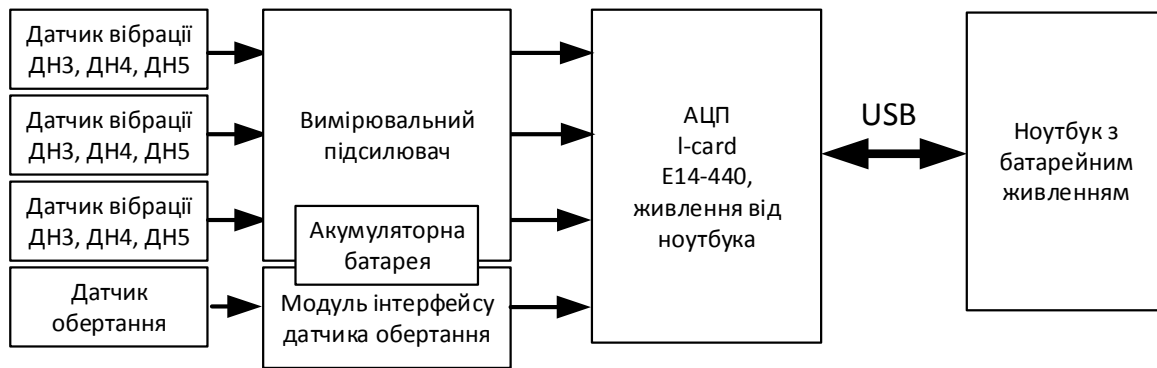 Датчик вібрації
ДН3, ДН4, ДН5
Датчик вібрації
ДН3, ДН4, ДН5
Датчик вібрації
ДН3, ДН4, ДН5
Датчик
обертання
Вимірювальний
підсилювач
Акумуляторна
батарея
Модуль інтерфейсу
датчика обертання
АЦП
l-card
E14-440,
живлення від
ноутбука
USB
Ноутбук з
батарейним
живленням